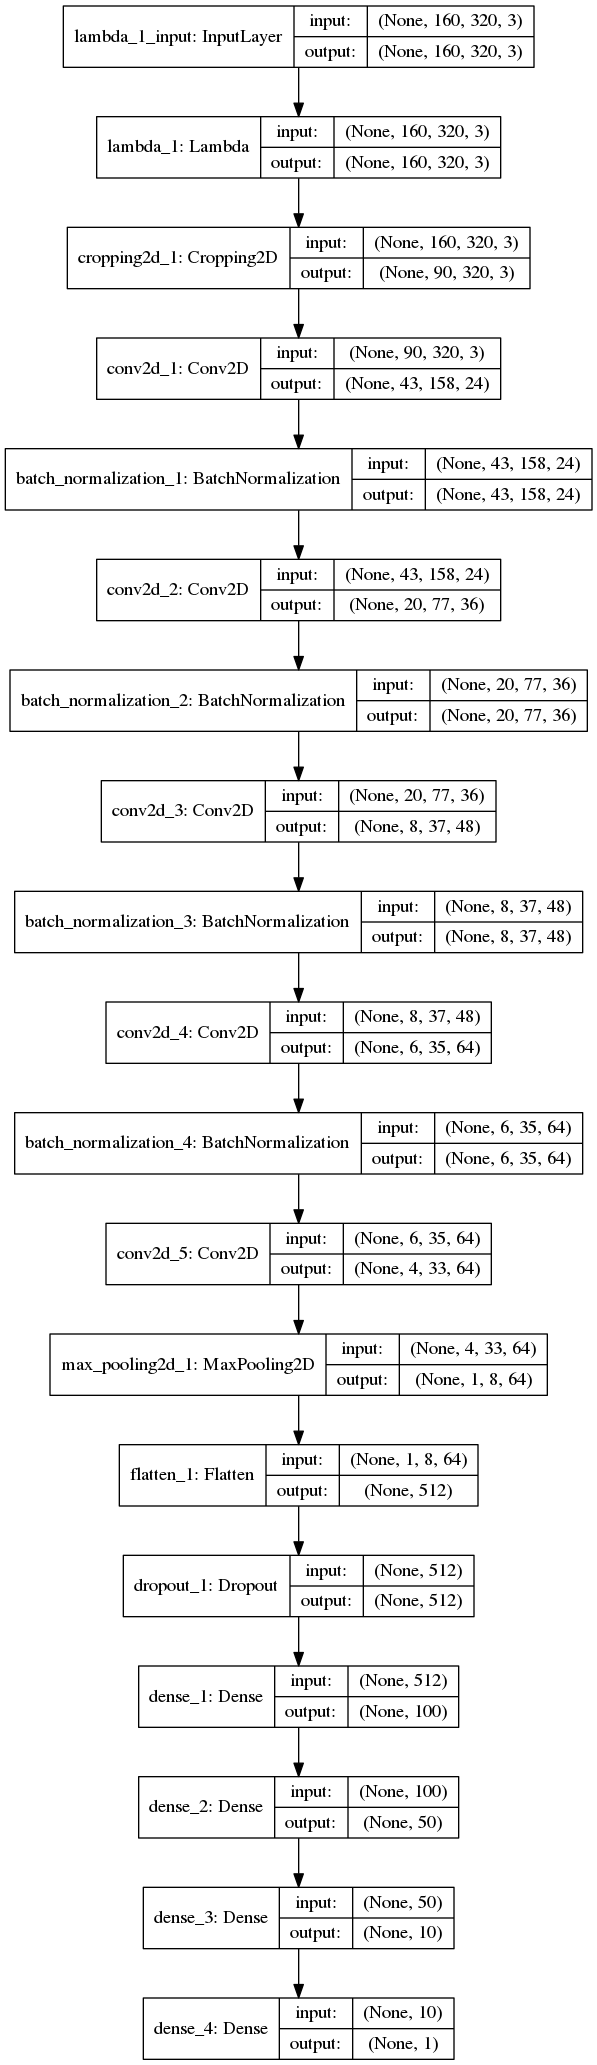 lambda_1_input: InputLayer
input: (None, 160, 320, 3)
output: (None, 160, 320, 3)
lambda_1: Lambda
input: (None, 160, 320, 3)
output: (None, 160, 320, 3)
cropping2d_1: Cropping2D
input: (None, 160, 320, 3)
output: (None, 90, 320, 3)
conv2d_1: Conv2D
input: (None, 90, 320, 3)
output: (None, 43, 158, 24)
batch_normalization_1: BatchNormalization
input: (None, 43, 158, 24)
output: (None, 43, 158, 24)
conv2d_2: Conv2D
input: (None, 43, 158, 24)
output: (None, 20, 77, 36)
batch_normalization_2: BatchNormalization
input: (None, 20, 77, 36)
output: (None, 20, 77, 36)
conv2d_3: Conv2D
input: (None, 20, 77, 36)
output: (None, 8, 37, 48)
batch_normalization_3: BatchNormalization
input: (None, 8, 37, 48)
output: (None, 8, 37, 48)
conv2d_4: Conv2D
input: (None, 8, 37, 48)
output: (None, 6, 35, 64)
batch_normalization_4: BatchNormalization
input: (None, 6, 35, 64)
output: (None, 6, 35, 64)
conv2d_5: Conv2D
input: (None, 6, 35, 64)
output: (None, 4, 33, 64)
max_pooling2d_1: MaxPooling2D
input: (None, 4, 33, 64)
output: (None, 1, 8, 64)
flatten_1: Flatten
input: (None, 1, 8, 64)
output: (None, 512)
dropout_1: Dropout
input: (None, 512)
output: (None, 512)
dense_1: Dense
input: (None, 512)
output: (None, 100)
dense_2: Dense
input: (None, 100)
output: (None, 50)
dense_3: Dense
input: (None, 50)
output: (None, 10)
dense_4: Dense
input: (None, 10)
output: (None, 1)